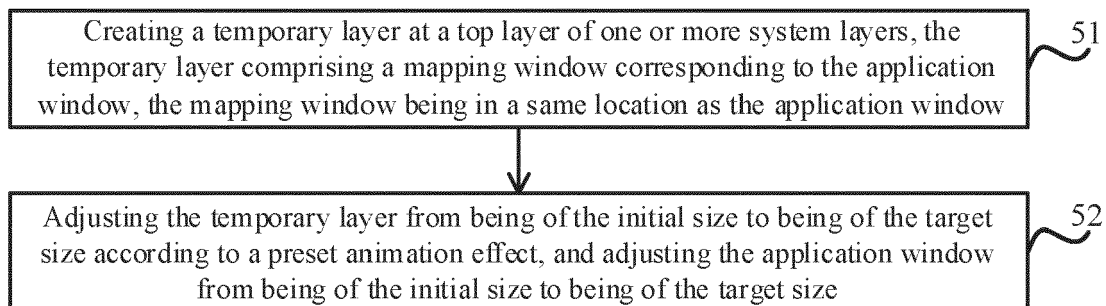 Creating a temporary layer at a top layer of one or more system layers, the
temporary layer comprising a mapping window corresponding to the application
window, the mapping window being in a same location as the application window
51
Adjusting the temporary layer from being of the initial size to being of the target
size according to a preset animation effect, and adjusting the application window
from being of the initial size to being of the target size
52